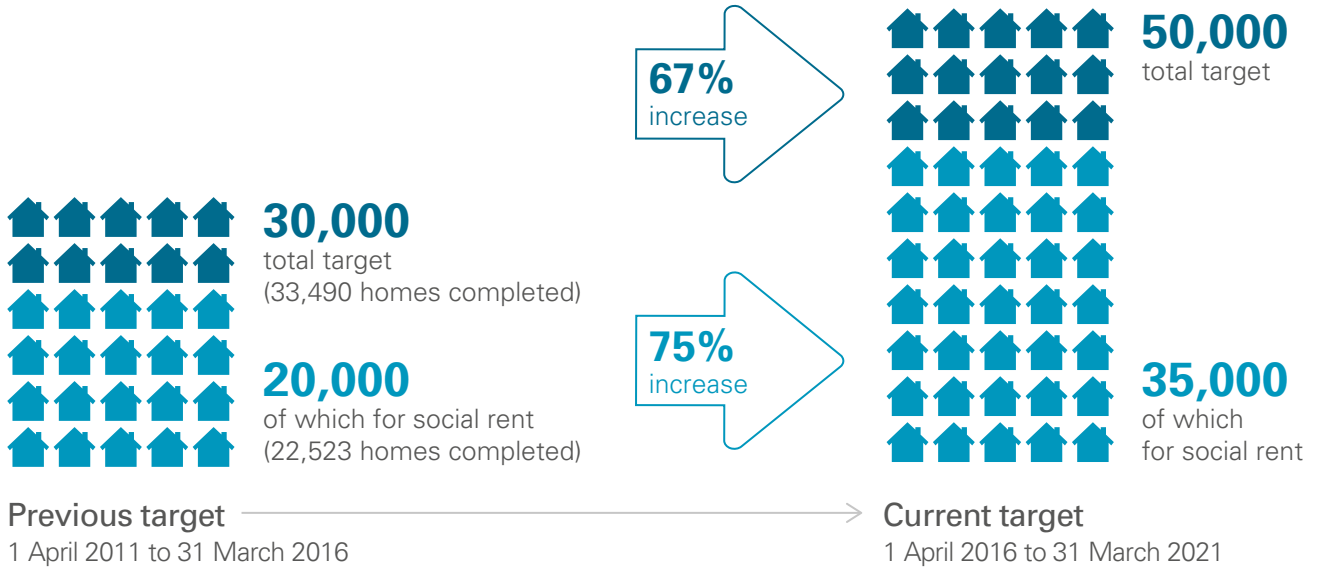 30,000
total target
(33,490 homes completed)
20,000
of which for social rent
(22,523 homes completed)
Previous target
1 April 2011 to 31 March 2016
67%
increase
75%
increase
50,000
total target
35,000
of which
for social rent
Current target
1 April 2016 to 31 March 2021